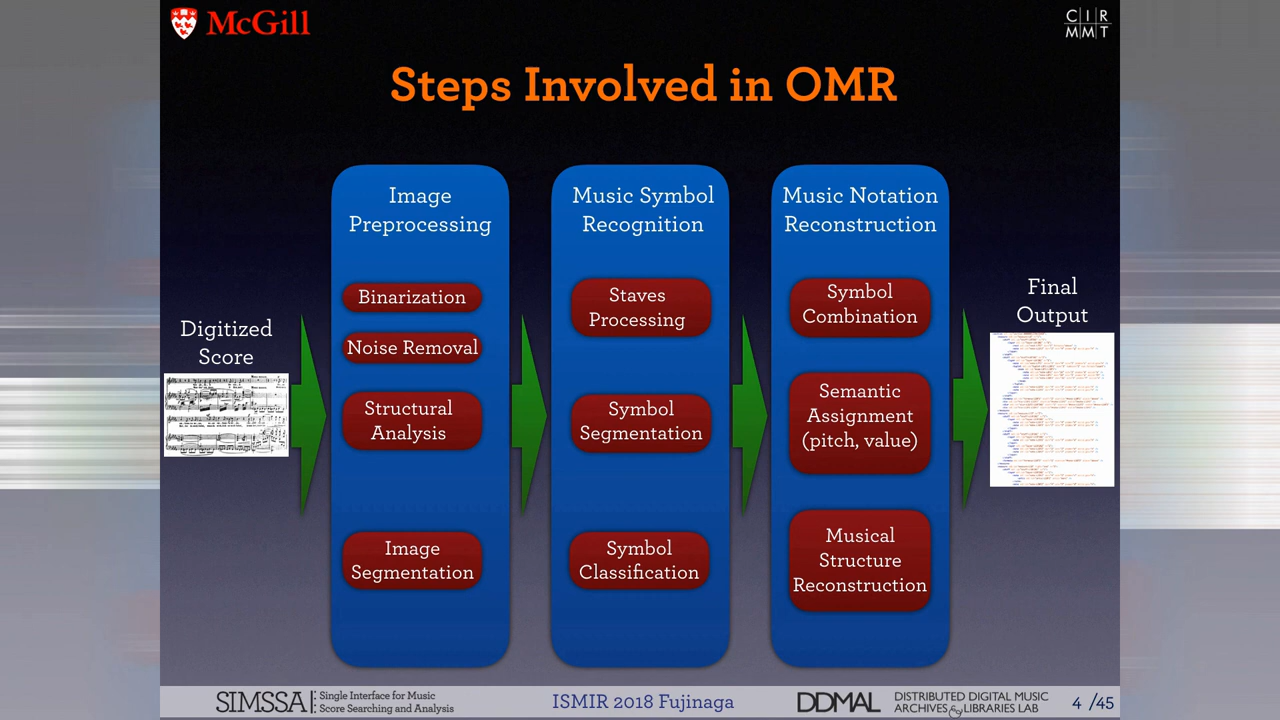 McGill
CIR
MMT
Steps Involved in OMR
Digitized
Score
Image
Preprocessing
Binarization
Noise Removal
Structural
Analysis
Image
Segmentation
Music Symbol
Recognition
Staves
Processing
Symbol
Segmentation
Symbol
Classification
Music Notation
Reconstruction
Symbol
Combination
Semantic
Assignment
(pitch, value)
Musical
Structure
Reconstruction
Final
Output
SIMSSA
Single Interface for Music
Score Searching and Analysis
ISMIR 2018 Fujinaga
DDMAL
DISTRIBUTED DIGITAL MUSIC
ARCHIVES & LIBRARIES LAB
4 /45